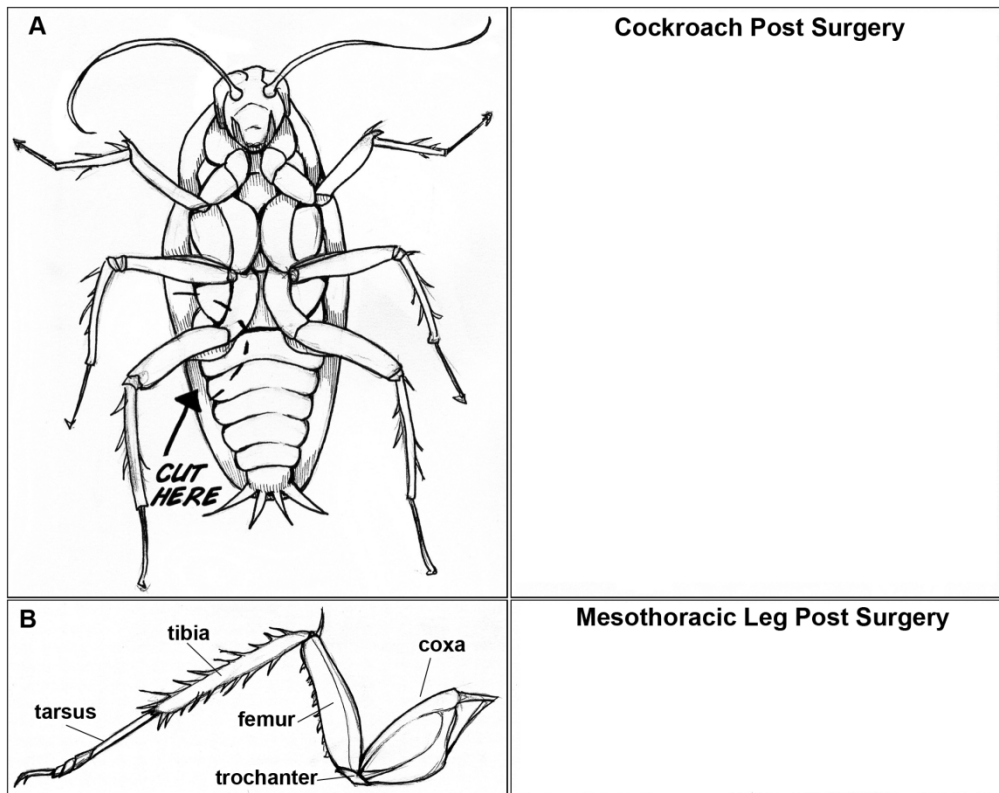 A
Cockroach Post Surgery
CUT
HERE
B
Mesothoracic Leg Post Surgery
tibia
coxa
tarsus
femur
trochanter